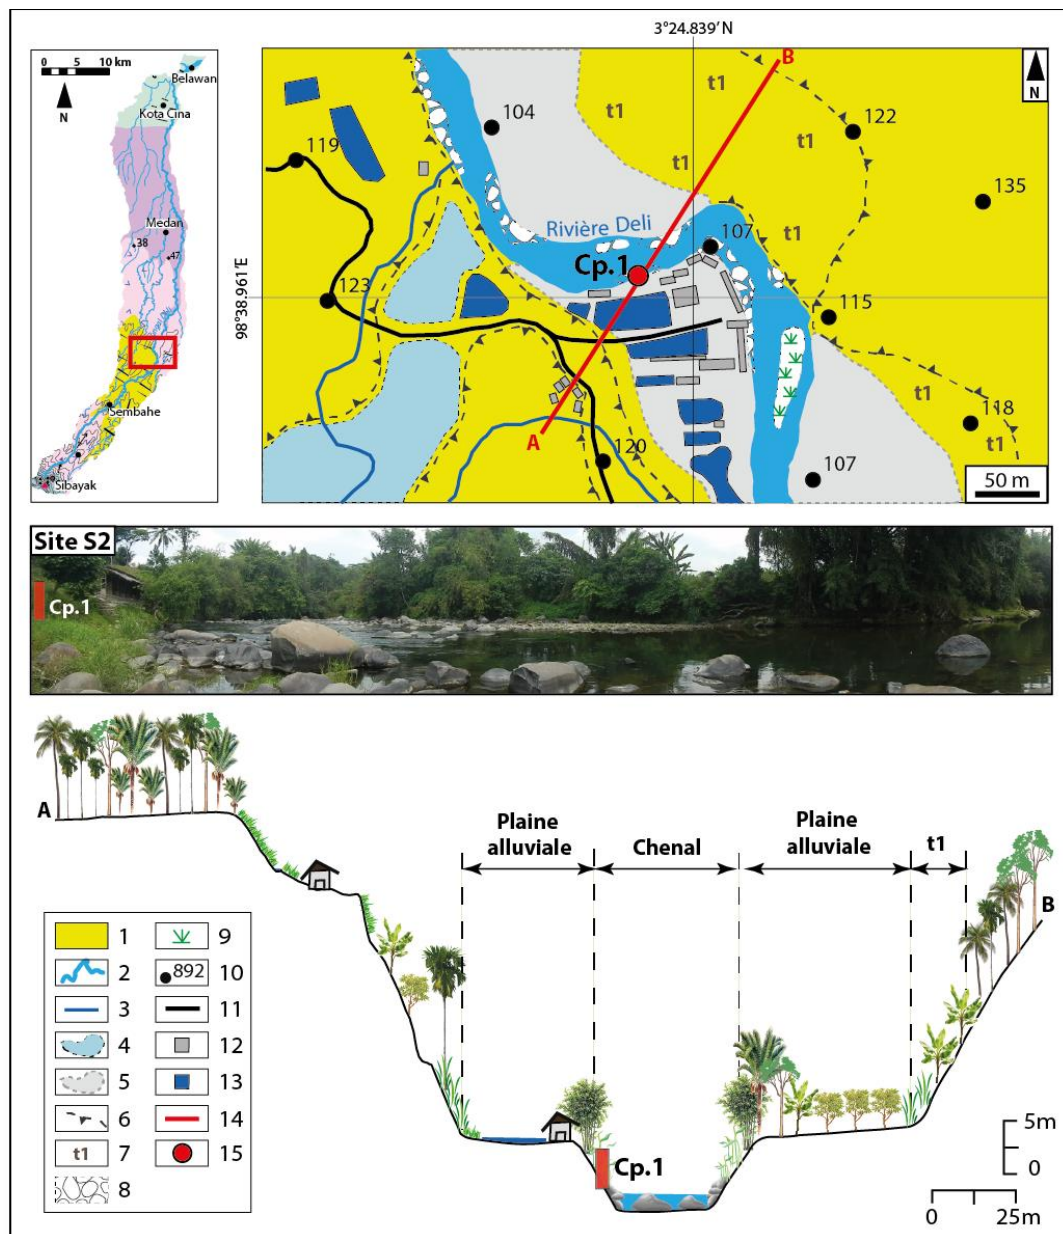 0 5 10 km
N
Belawan
Kota Cina
Medan
38
47
Sembahe
Sibayak
3°24.839' N
98°38.961'E
N
B
t1
t1
t1
t1
t1
t1
104
119
122
135
Rivière Deli
107
Cp.1
123
115
118
A
120
107
50 m
Site S2
Cp.1
A
Plaine
alluviale
Chenal
Plaine
alluviale
t1
B
Cp.1
5m
0
0 25m
1
2
3
4
5
6
t1 7
8
9
892 10
11
12
13
14
15